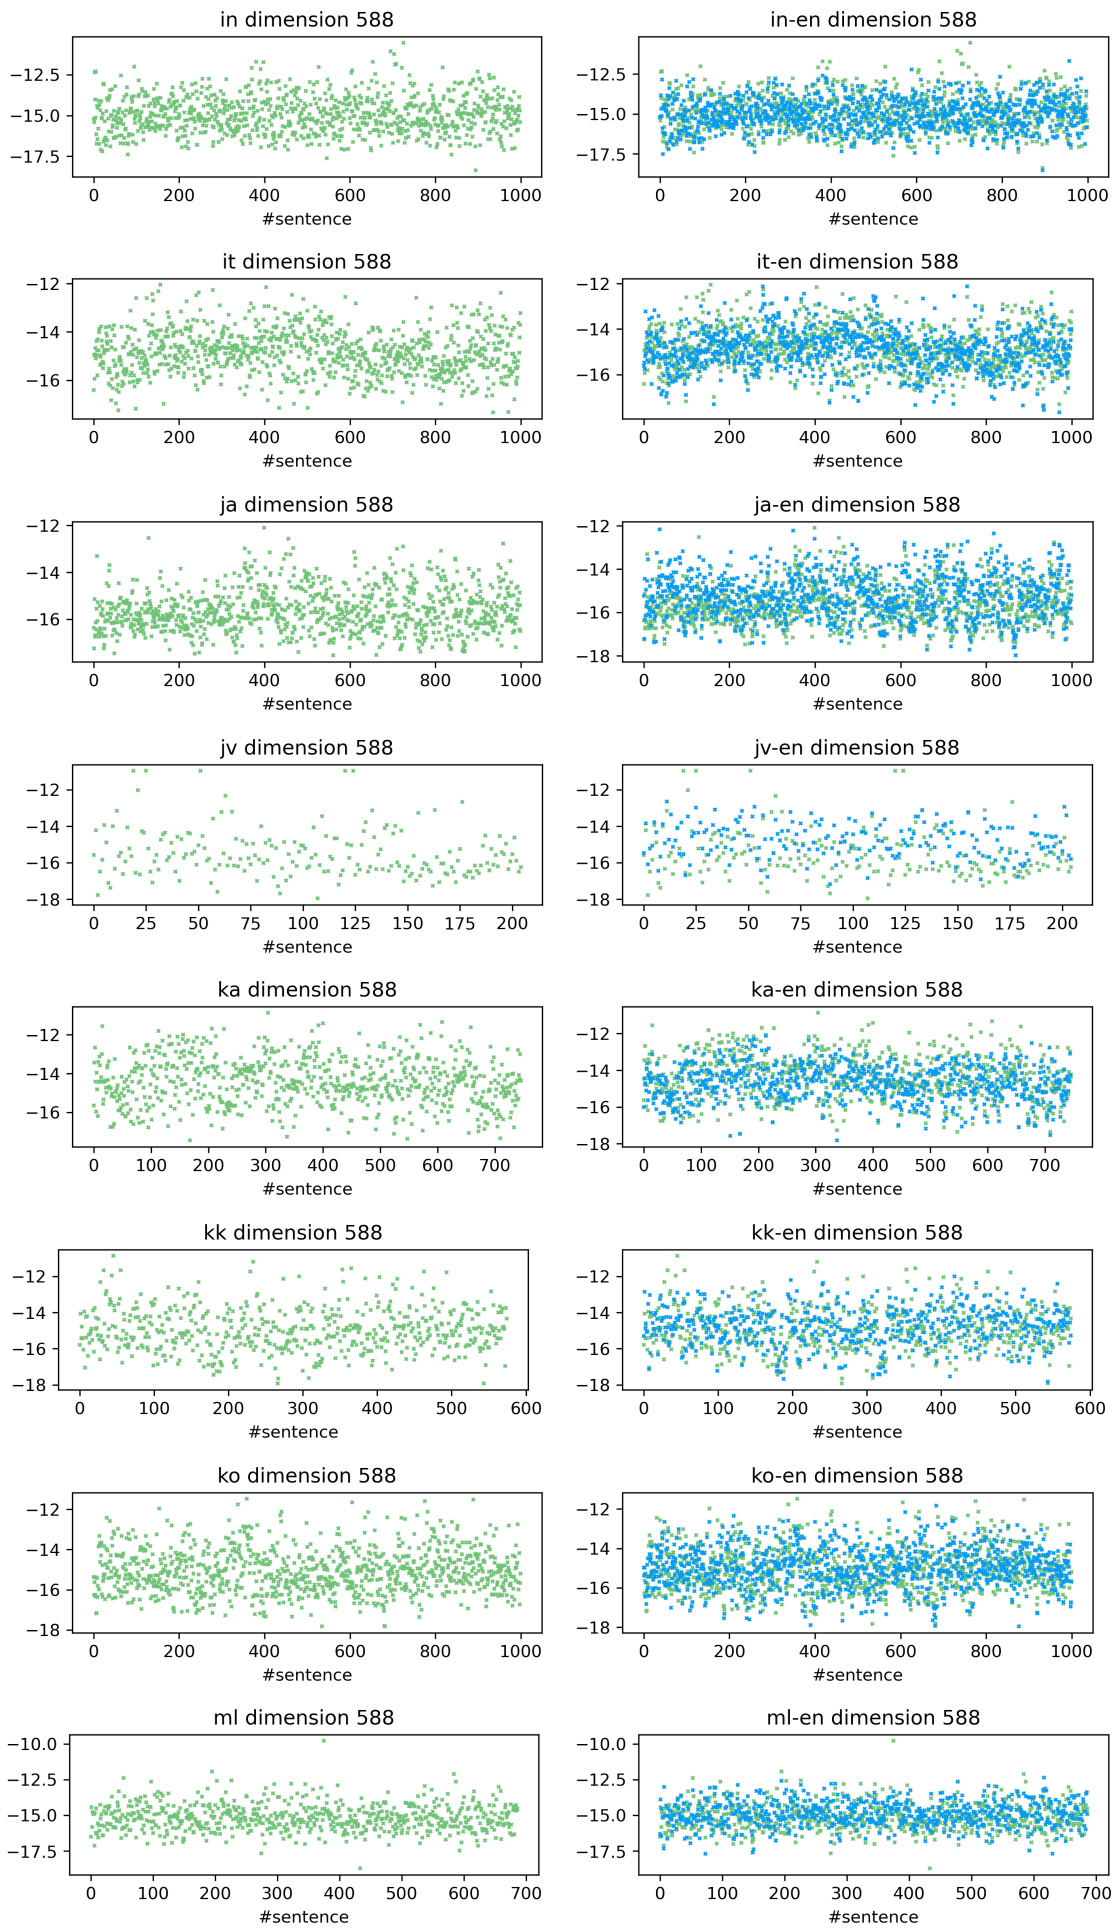 in dimension 588 in-en dimension 588
−12.5 −12.5
−15.0 −15.0
−17.5 −17.5
0 200 400 600 800 1000 0 200 400 600 800 1000
#sentence #sentence
it dimension 588 it-en dimension 588
−12 −12
−14 −14
−16 −16
0 200 400 600 800 1000 0 200 400 600 800 1000
#sentence #sentence
ja dimension 588 ja-en dimension 588
−12 −12
−14 −14
−16 −16
−18
0 200 400 600 800 1000 0 200 400 600 800 1000
#sentence #sentence
jv dimension 588 jv-en dimension 588
−12 −12
−14 −14
−16 −16
−18 −18
0 25 50 75 100 125 150 175 200 0 25 50 75 100 125 150 175 200
#sentence #sentence
ka dimension 588 ka-en dimension 588
−12 −12
−14 −14
−16 −16
−18
0 100 200 300 400 500 600 700 0 100 200 300 400 500 600 700
#sentence #sentence
kk dimension 588 kk-en dimension 588
−12 −12
−14 −14
−16 −16
−18 −18
0 100 200 300 400 500 600 0 100 200 300 400 500 600
#sentence #sentence
ko dimension 588 ko-en dimension 588
−12 −12
−14 −14
−16 −16
−18 −18
0 200 400 600 800 1000 0 200 400 600 800 1000
#sentence #sentence
ml dimension 588 ml-en dimension 588
−10.0 −10.0
−12.5 −12.5
−15.0 −15.0
−17.5 −17.5
0 100 200 300 400 500 600 700 0 100 200 300 400 500 600 700
#sentence #sentence